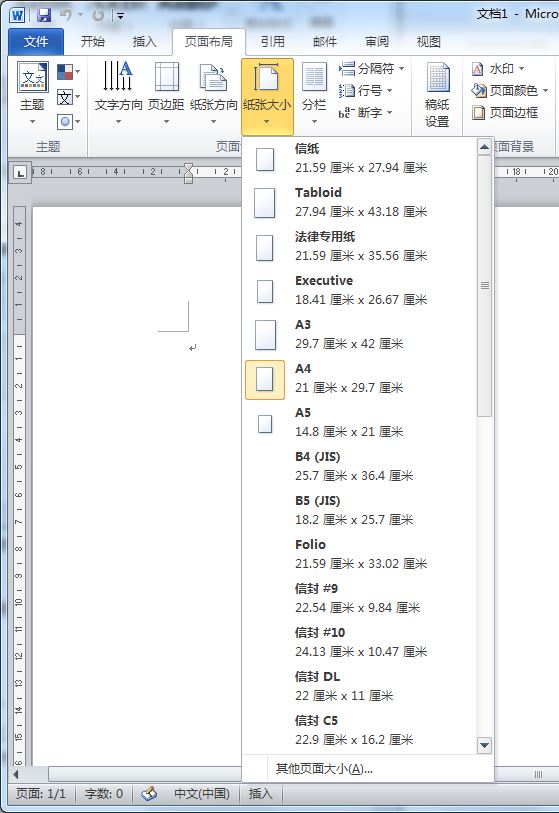 文档1 - Micro
文件 开始 插入 页面布局 引用 邮件 审阅 视图
主题 文字方向 页边距 纸张方向 纸张大小 分栏 稿纸设置
分隔符
行号
断字
水印
页面颜色
页面边框
主题
页背景
8 6 4 2 2 18 20
信纸
21.59 厘米 x 27.94 厘米
Tabloid
27.94 厘米 x 43.18 厘米
法律专用纸
21.59 厘米 x 35.56 厘米
Executive
18.41 厘米 x 26.67 厘米
A3
29.7 厘米 x 42 厘米
A4
21 厘米 x 29.7 厘米
A5
14.8 厘米 x 21 厘米
B4 (JIS)
25.7 厘米 x 36.4 厘米
B5 (JIS)
18.2 厘米 x 25.7 厘米
Folio
21.59 厘米 x 33.02 厘米
信封 #9
22.54 厘米 x 9.84 厘米
信封 #10
24.13 厘米 x 10.47 厘米
信封 DL
22 厘米 x 11 厘米
信封 C5
22.9 厘米 x 16.2 厘米
其他页面大小(A)...
页面: 1/1 字数: 0 中文(中国) 插入